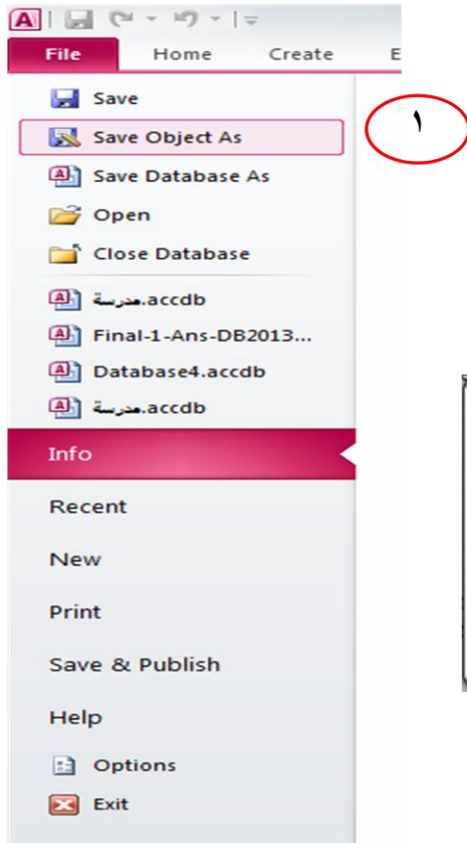 A
File Home Create E
Save
Save Object As
١
Save Database As
Open
Close Database
مدرسة.accdb
Final-1-Ans-DB2013...
Database4.accdb
مدرسة.accdb
Info
Recent
New
Print
Save & Publish
Help
Options
Exit